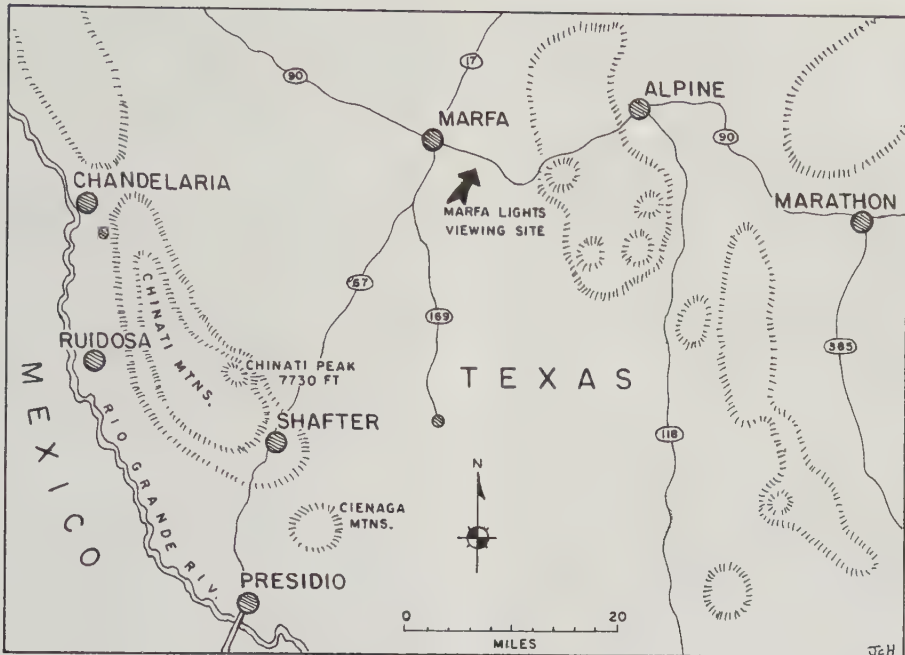 90
17
ALPINE
MARFA
90
CHANDELARIA
MARFA LIGHTS
VIEWING SITE
MARATHON
67
CHINATI MTNS.
169
RUIDOSA
CHINATI PEAK
7730 FT
TEXAS
385
MEXICO
SHAFTER
118
RIO GRANDE RIV.
N
CIENAGA
MTNS.
PRESIDIO
0 20
MILES
JCH